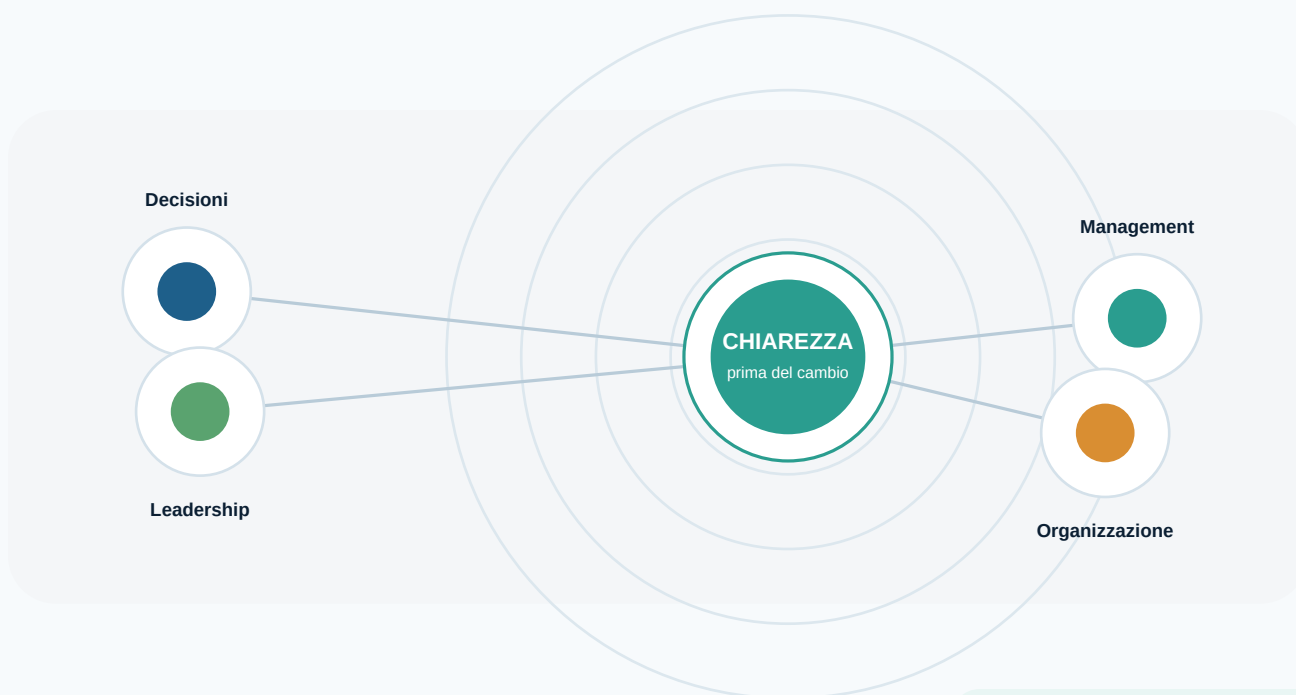 Decisioni
Management
CHIAREZZA
prima del cambio
Leadership
Organizzazione